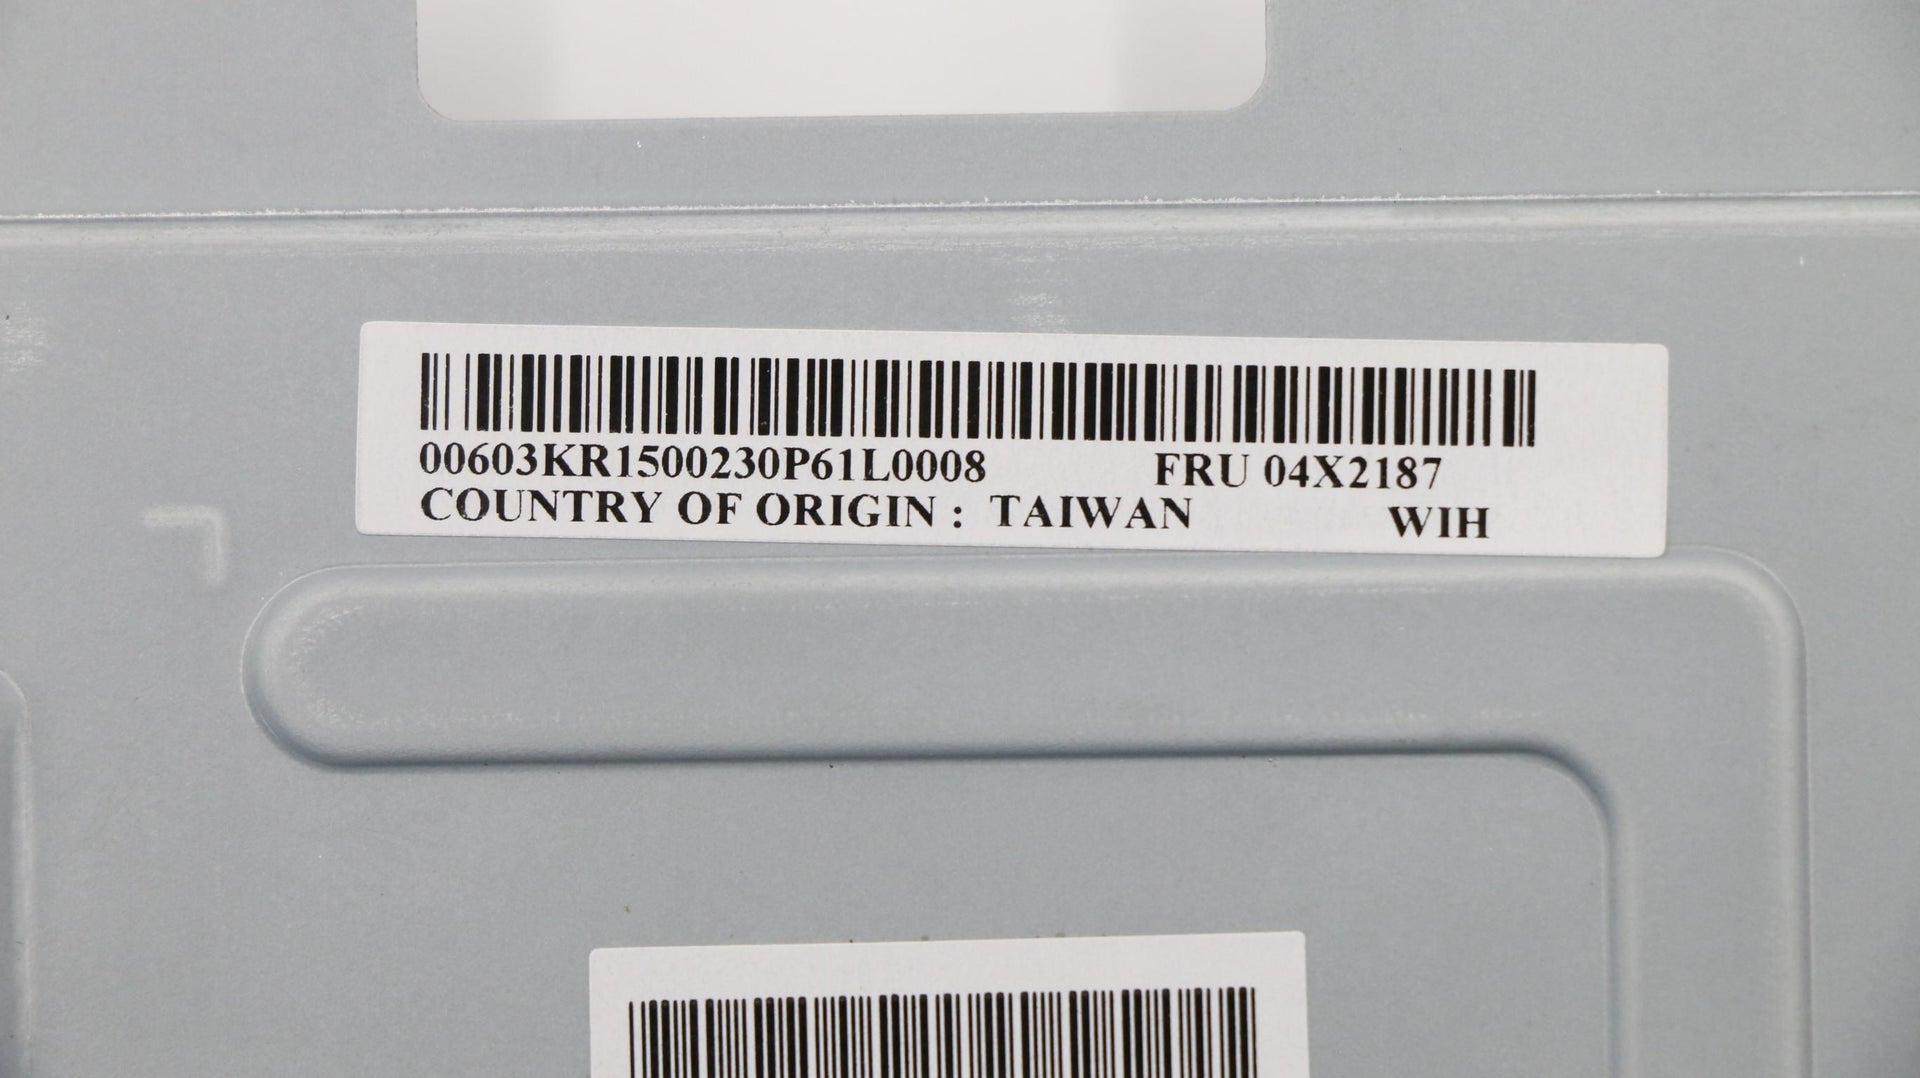 00603KR1500230P61L0008 FRU 04X2187
COUNTRY OF ORIGIN : TAIWAN WIH